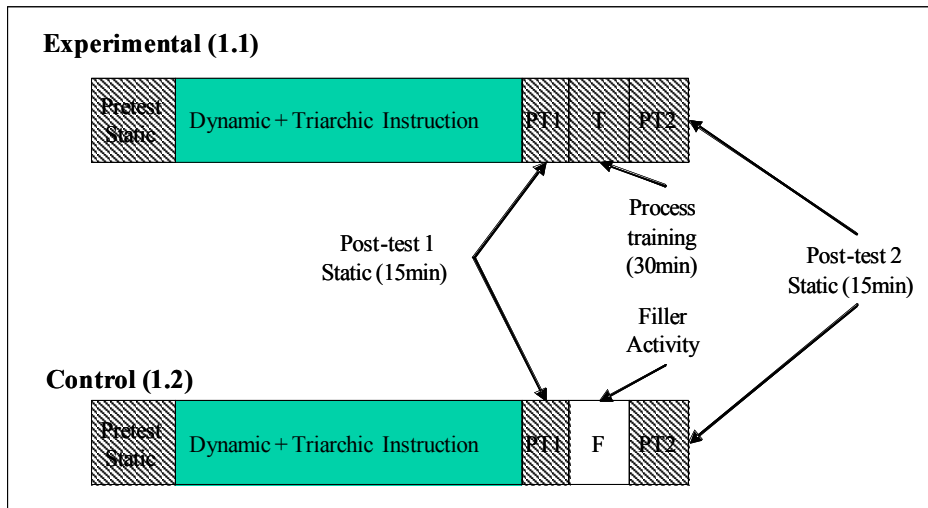 Experimental (1.1)
Pretest
Static
Dynamic + Triarchic Instruction
PT1
T
PT2
Post-test 1
Static (15min)
Process
training
(30min)
Post-test 2
Static (15min)
Filler
Activity
Control (1.2)
Pretest
Static
Dynamic + Triarchic Instruction
PT1
F
PT2